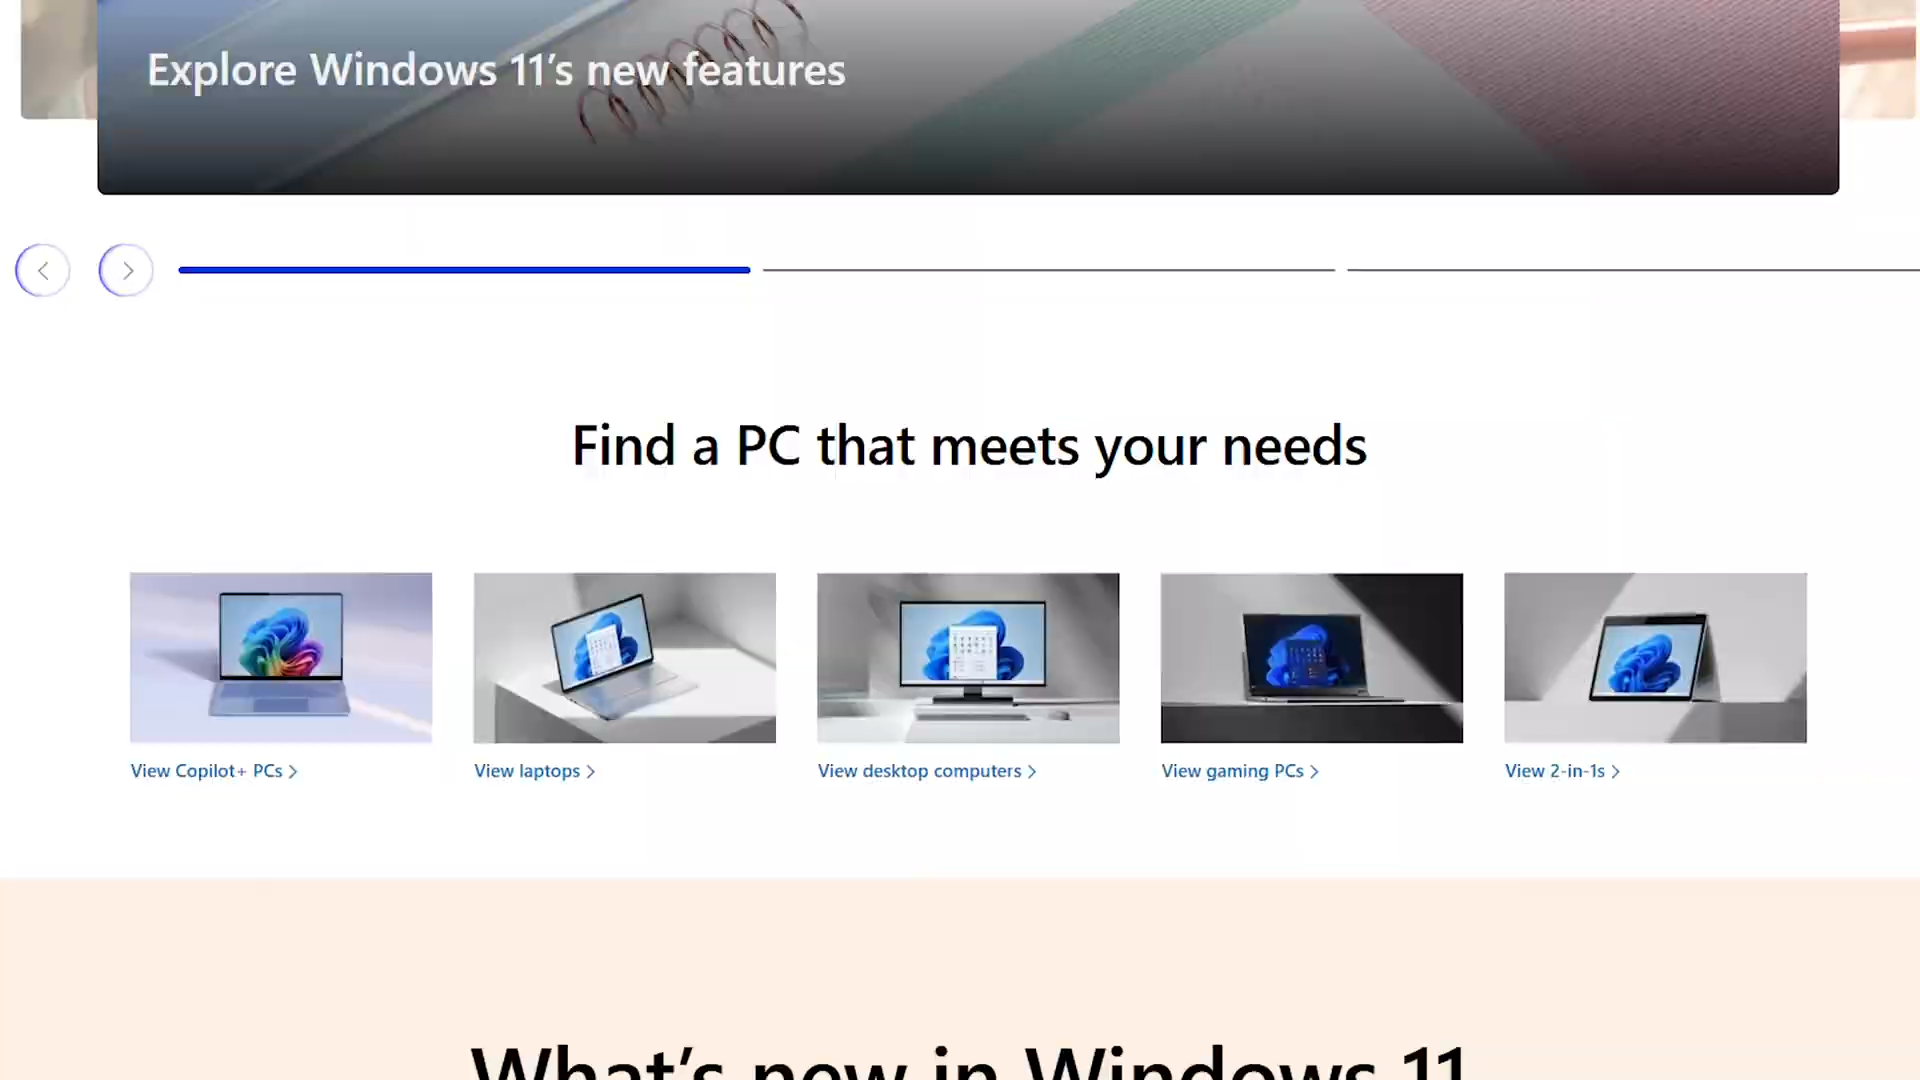 Explore Windows 11’s new features
Find a PC that meets your needs
View Copilot+ PCs
View laptops
View desktop computers
View gaming PCs
View 2-in-1s
What’s new in Windows 11